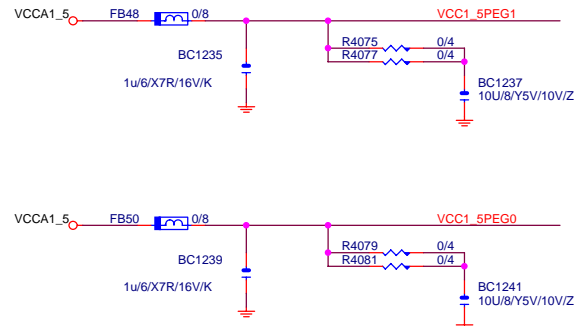 VCCA1_5 FB48 0/8 VCC1_5PEG1
R4075 0/4
R4077 0/4
BC1235
1u/6/X7R/16V/K
BC1237
10U/8/Y5V/10V/Z
VCCA1_5 FB50 0/8 VCC1_5PEG0
R4079 0/4
R4081 0/4
BC1239
1u/6/X7R/16V/K
BC1241
10U/8/Y5V/10V/Z